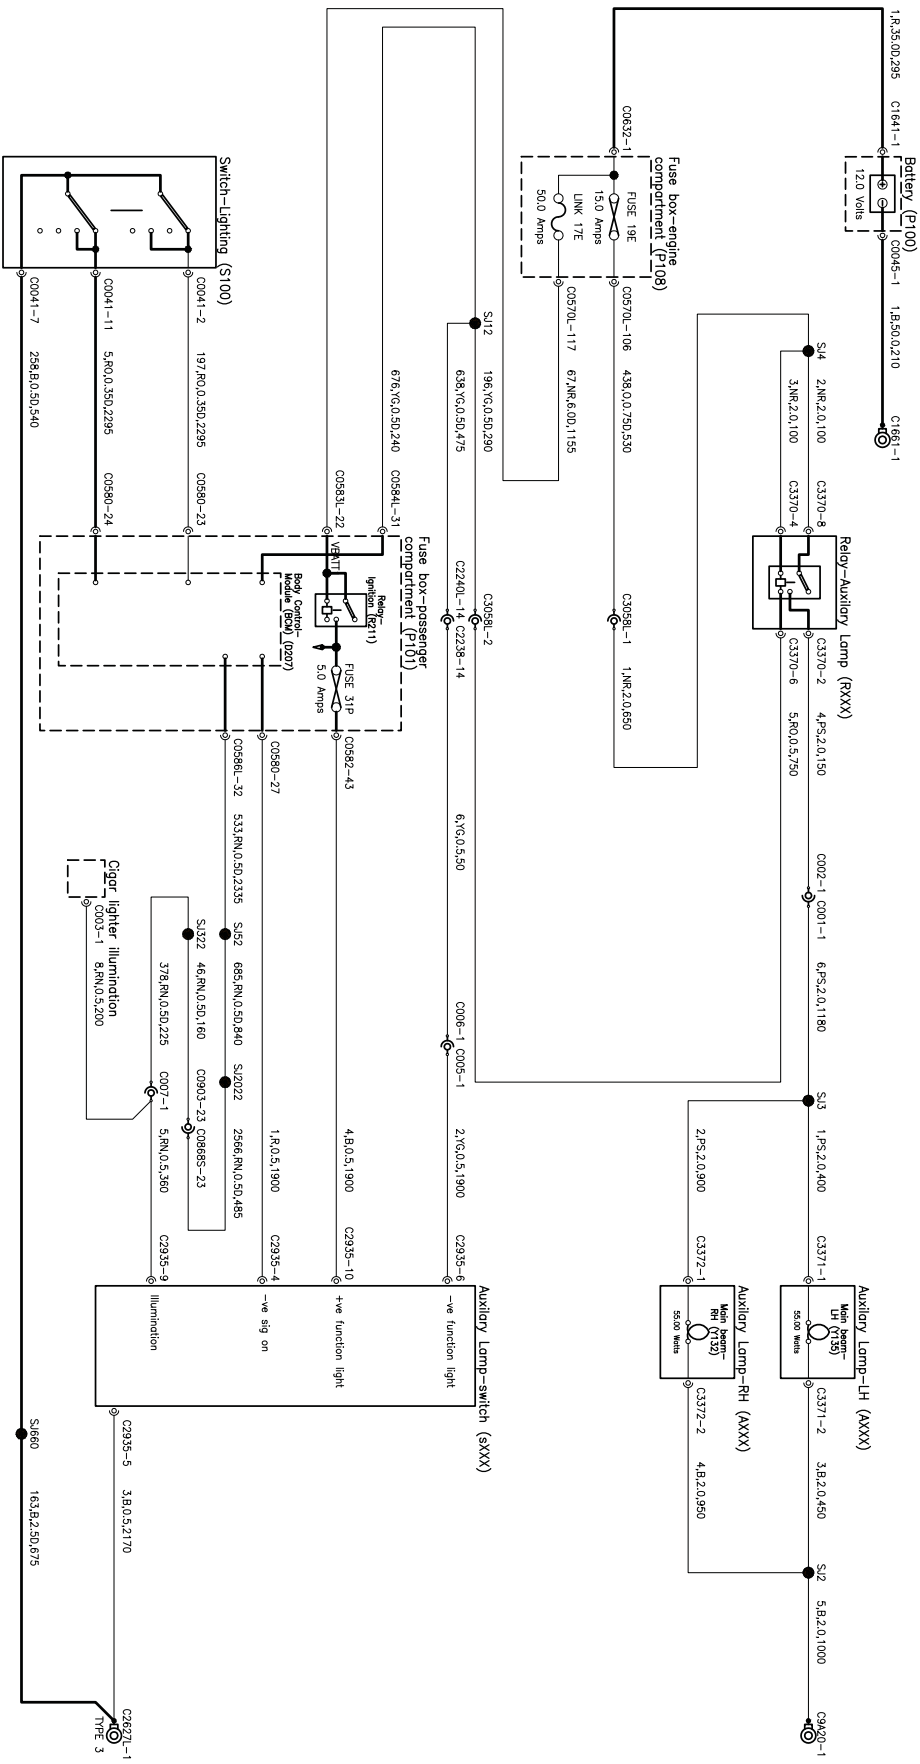 Battery (P100)
12.0 Volts
1,R,35.0D,295
C1641-1
C0045-1
1,B,50.0,210
C1661-1
Relay-Auxilary Lamp (RXXX)
SJ4
2,NR,2.0,100
3,NR,2.0,100
C3370-8
C3370-4
C3370-2
C3370-6
4,PS,2.0,150
5,RO,0.5,750
C002-1
C001-1
6,PS,2.0,1180
SJ3
1,PS,2.0,400
2,PS,2.0,900
C3371-1
C3372-1
Auxilary Lamp-LH (AXXX)
Main beam-
LH (Y135)
55.00 Watts
Auxilary Lamp-RH (AXXX)
Main beam-
RH (Y132)
55.00 Watts
C3371-2
C3372-2
3,B,2.0,450
4,B,2.0,950
SJ2
5,B,2.0,1000
C9A20-1
Fuse box-engine
compartment (P108)
C0632-1
FUSE 19E
15.0 Amps
LINK 17E
50.0 Amps
C0570L-106
438,O,0.75D,530
C0570L-117
67,NR,6.0D,1155
C3058L-1
1,NR,2.0,650
SJ12
196,YG,0.5D,290
638,YG,0.5D,475
C3058L-2
C2240L-14
C2238-14
6,YG,0.5,50
C006-1
C005-1
2,YG,0.5,1900
C2935-6
676,YG,0.5D,240
C0584L-31
C0583L-22
Fuse box-passenger
compartment (P101)
VBATT
Relay-
Ignition (R211)
FUSE 31P
5.0 Amps
Body Control-
Module (BCM) (D207)
C0582-43
4,B,0.5,1900
C2935-10
C0580-27
1,R,0.5,1900
C2935-4
C0586L-32
533,RN,0.5D,2335
SJ52
685,RN,0.5D,840
SJ2022
2566,RN,0.5D,485
SJ322
46,RN,0.5D,160
C0903-23
C0868S-23
378,RN,0.5D,225
C007-1
5,RN,0.5,360
C2935-9
Cigar lighter illumination
C003-1
8,RN,0.5,200
Auxilary Lamp-switch (sXXX)
-ve function light
+ve function light
-ve sig on
Illumination
C2935-5
3,B,0.5,2170
Switch-Lighting (S100)
C0041-2
197,RO,0.35D,2295
C0580-23
C0041-11
5,RO,0.35D,2295
C0580-24
C0041-7
258,B,0.5D,540
SJ660
163,B,2.5D,675
C2627L-1
TYPE 3